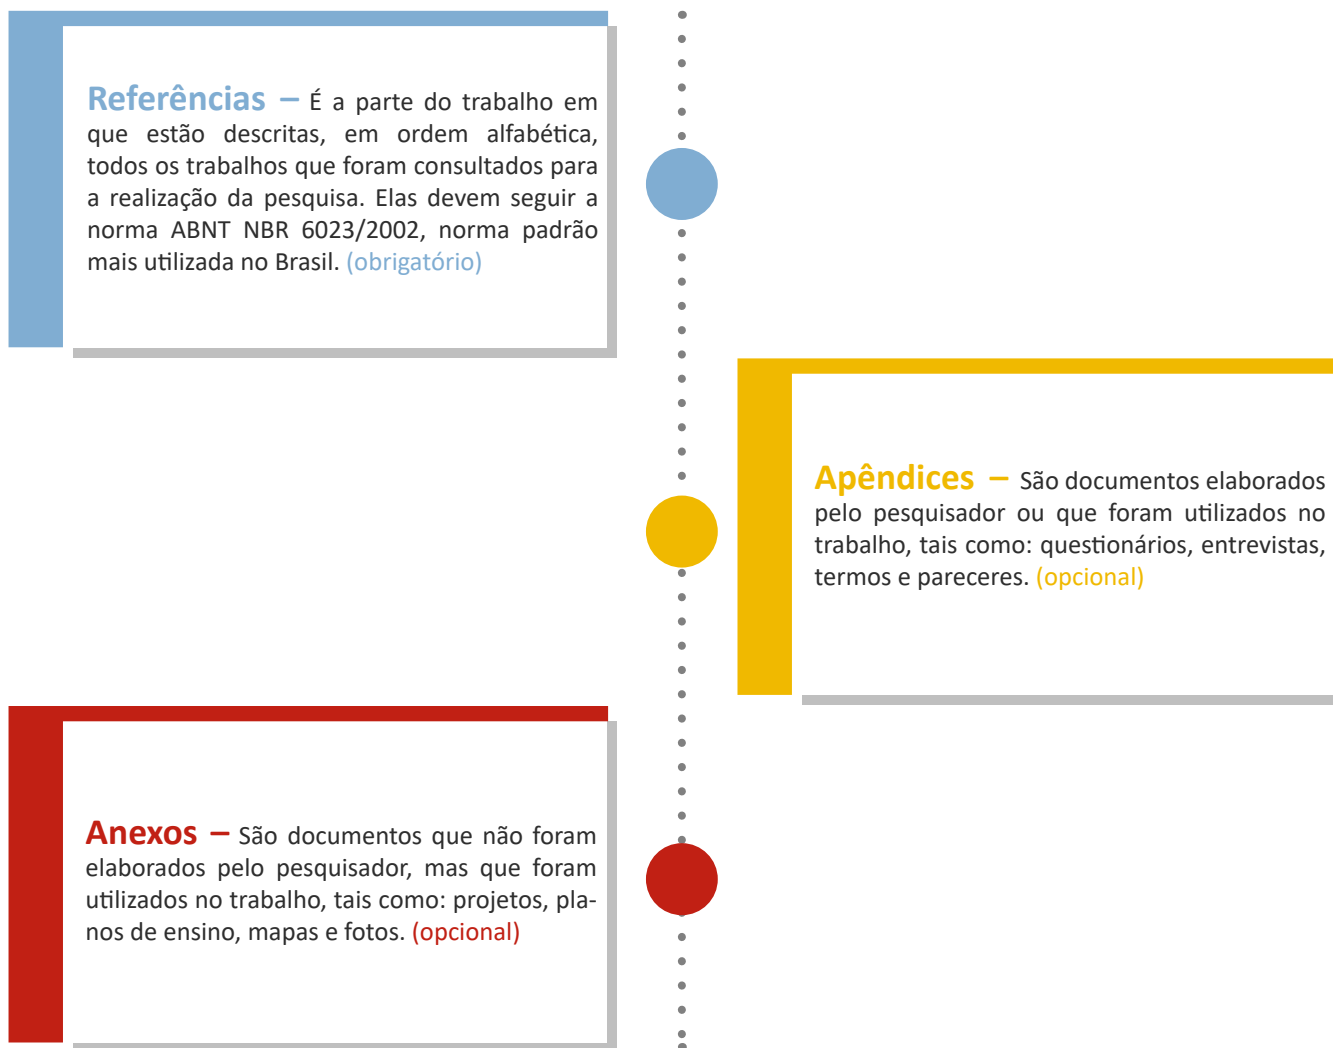 Referências – É a parte do trabalho em
que estão descritas, em ordem alfabética,
todos os trabalhos que foram consultados para
a realização da pesquisa. Elas devem seguir a
norma ABNT NBR 6023/2002, norma padrão
mais utilizada no Brasil. (obrigatório)
Apêndices – São documentos elaborados
pelo pesquisador ou que foram utilizados no
trabalho, tais como: questionários, entrevistas,
termos e pareceres. (opcional)
Anexos – São documentos que não foram
elaborados pelo pesquisador, mas que foram
utilizados no trabalho, tais como: projetos, pla-
nos de ensino, mapas e fotos. (opcional)